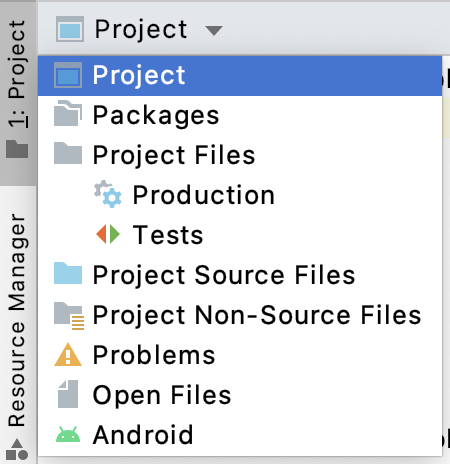 Project
Project
Packages
Project Files
Production
Tests
Project Source Files
Project Non-Source Files
Problems
Open Files
Android
1: Project
Resource Manager